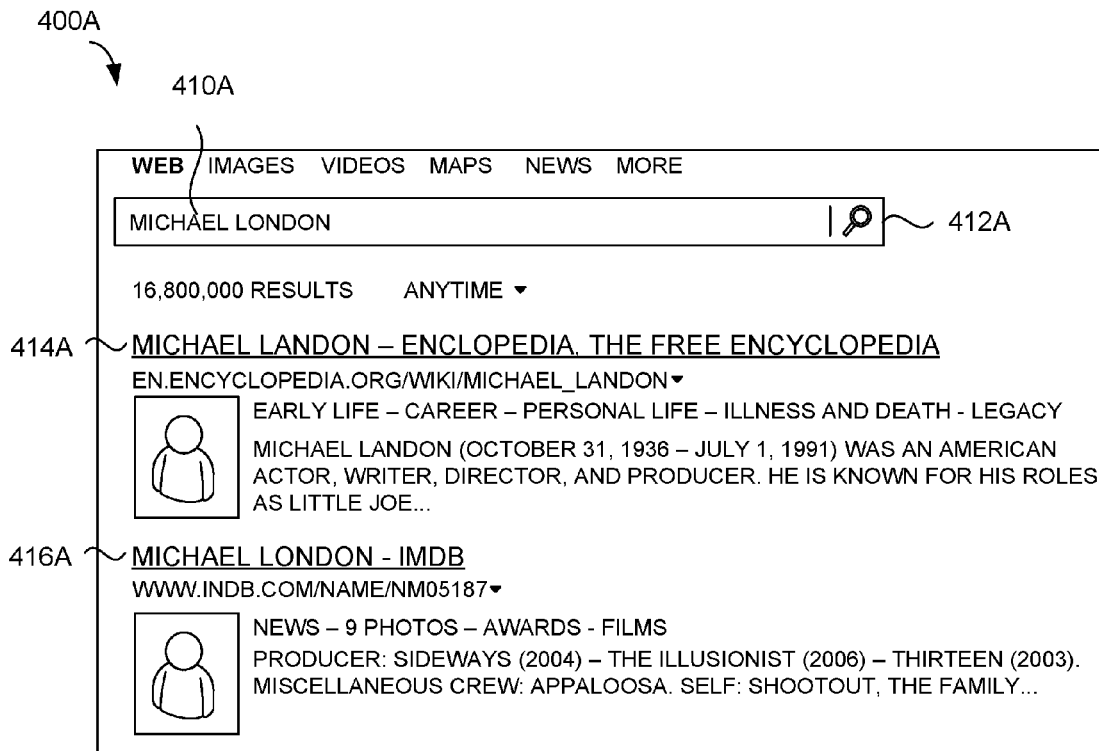 400A
410A
WEB IMAGES VIDEOS MAPS NEWS MORE
MICHAEL LONDON
412A
16,800,000 RESULTS ANYTIME
414A
MICHAEL LANDON – ENCLOPEDIA, THE FREE ENCYCLOPEDIA
EN.ENCYCLOPEDIA.ORG/WIKI/MICHAEL_LANDON
EARLY LIFE – CAREER – PERSONAL LIFE – ILLNESS AND DEATH - LEGACY
MICHAEL LANDON (OCTOBER 31, 1936 – JULY 1, 1991) WAS AN AMERICAN
ACTOR, WRITER, DIRECTOR, AND PRODUCER. HE IS KNOWN FOR HIS ROLES
AS LITTLE JOE...
416A
MICHAEL LONDON - IMDB
WWW.INDB.COM/NAME/NM05187
NEWS – 9 PHOTOS – AWARDS - FILMS
PRODUCER: SIDEWAYS (2004) – THE ILLUSIONIST (2006) – THIRTEEN (2003).
MISCELLANEOUS CREW: APPALOOSA. SELF: SHOOTOUT, THE FAMILY...